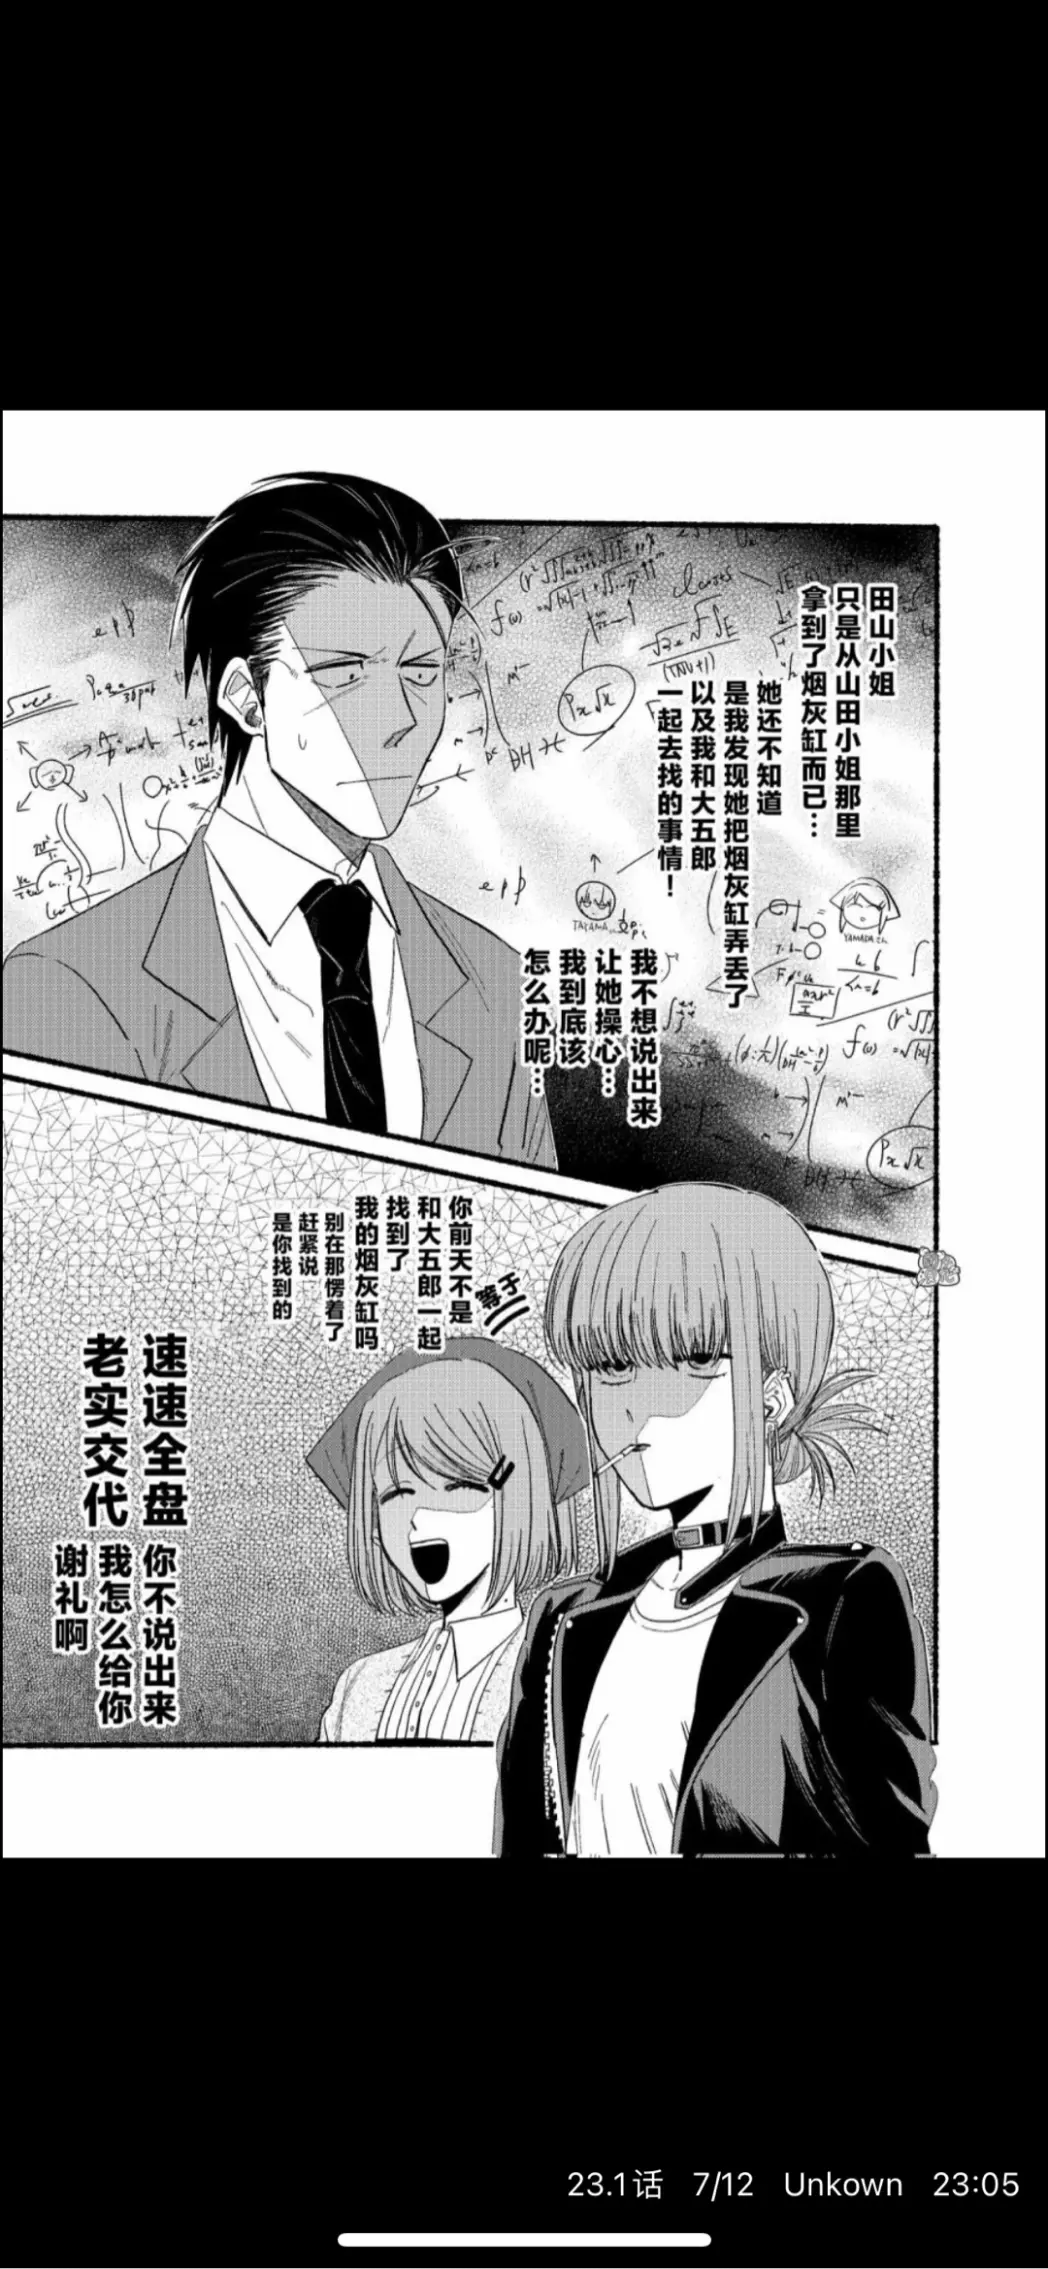 田山小姐
只是从山田小姐那里
拿到了烟灰缸而已…
她还不知道
是我发现她把烟灰缸弄丢了
以及我和大五郎
一起去找的事情！
我不想说出来
让她操心…
我到底该
怎么办呢…
TAYAMA
YAMADA
等于
你前天不是
和大五郎一起
找到了
我的烟灰缸吗
别在那愣着了
赶紧说
是你找到的
速速全盘
老实交代
你不说出来
我怎么给你
谢礼啊
23.1话 7/12 Unkown 23:05